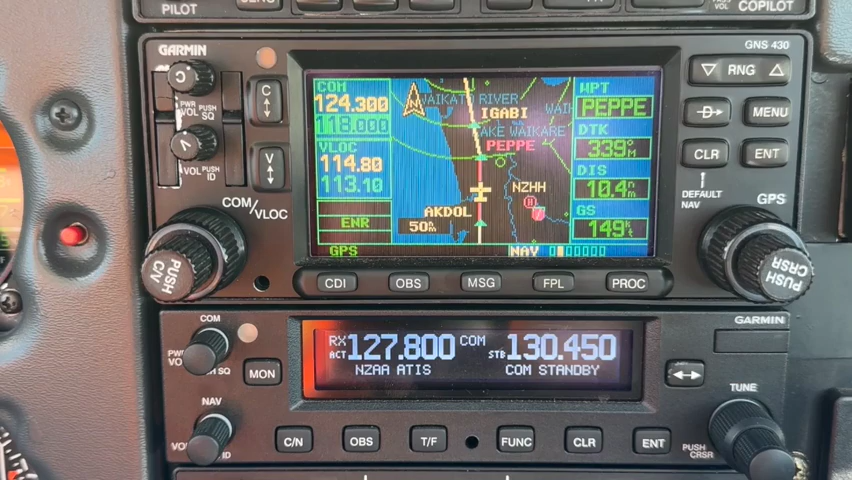 PILOT
COPILOT
GARMIN
GNS 430
C
PWR
VOL
PUSH
SQ
V
VOL
PUSH
ID
C
V
COM/VLOC
PUSH
C/V
COM
124.300
118.000
VLOC
114.80
113.10
ENR
GPS
N
WAIKATO RIVER
IGABI
LAKE WAIKARE
PEPPE
NZHH
AKDOL
50
NAV
WPT
PEPPE
DTK
339°M
DIS
10.4nm
GS
149kt
RNG
D
MENU
CLR
ENT
DEFAULT
NAV
GPS
PUSH
CRSR
CDI
OBS
MSG
FPL
PROC
GARMIN
COM
MON
NAV
ID
RX
ACT
127.800
COM
STB
130.450
NZAA ATIS
COM STANDBY
TUNE
C/N
OBS
T/F
FUNC
CLR
ENT
PUSH
CRSR